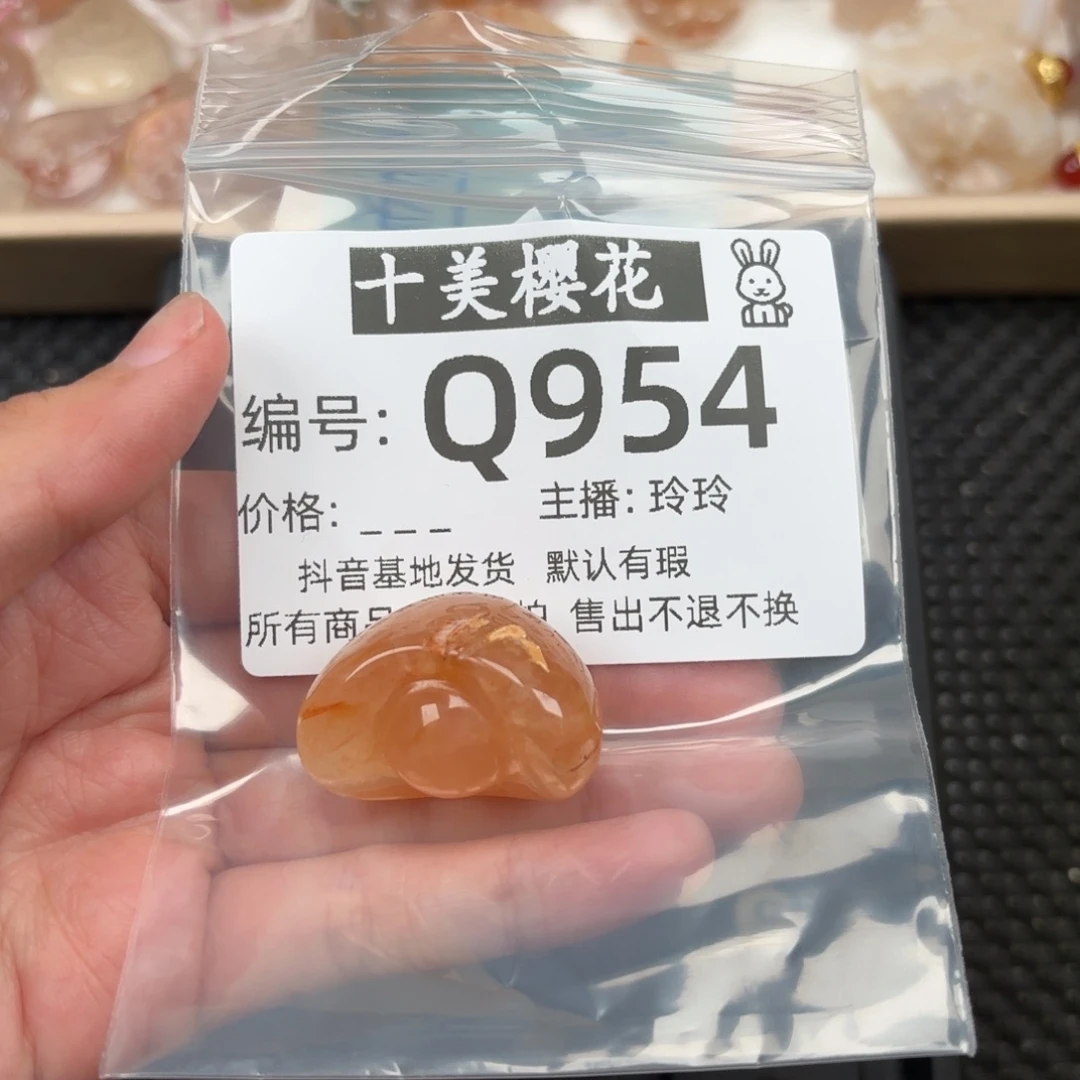 十美樱花
编号: Q954
价格: _ _ _ 主播: 玲玲
抖音基地发货 默认有瑕
所有商 拍 售出不退不换